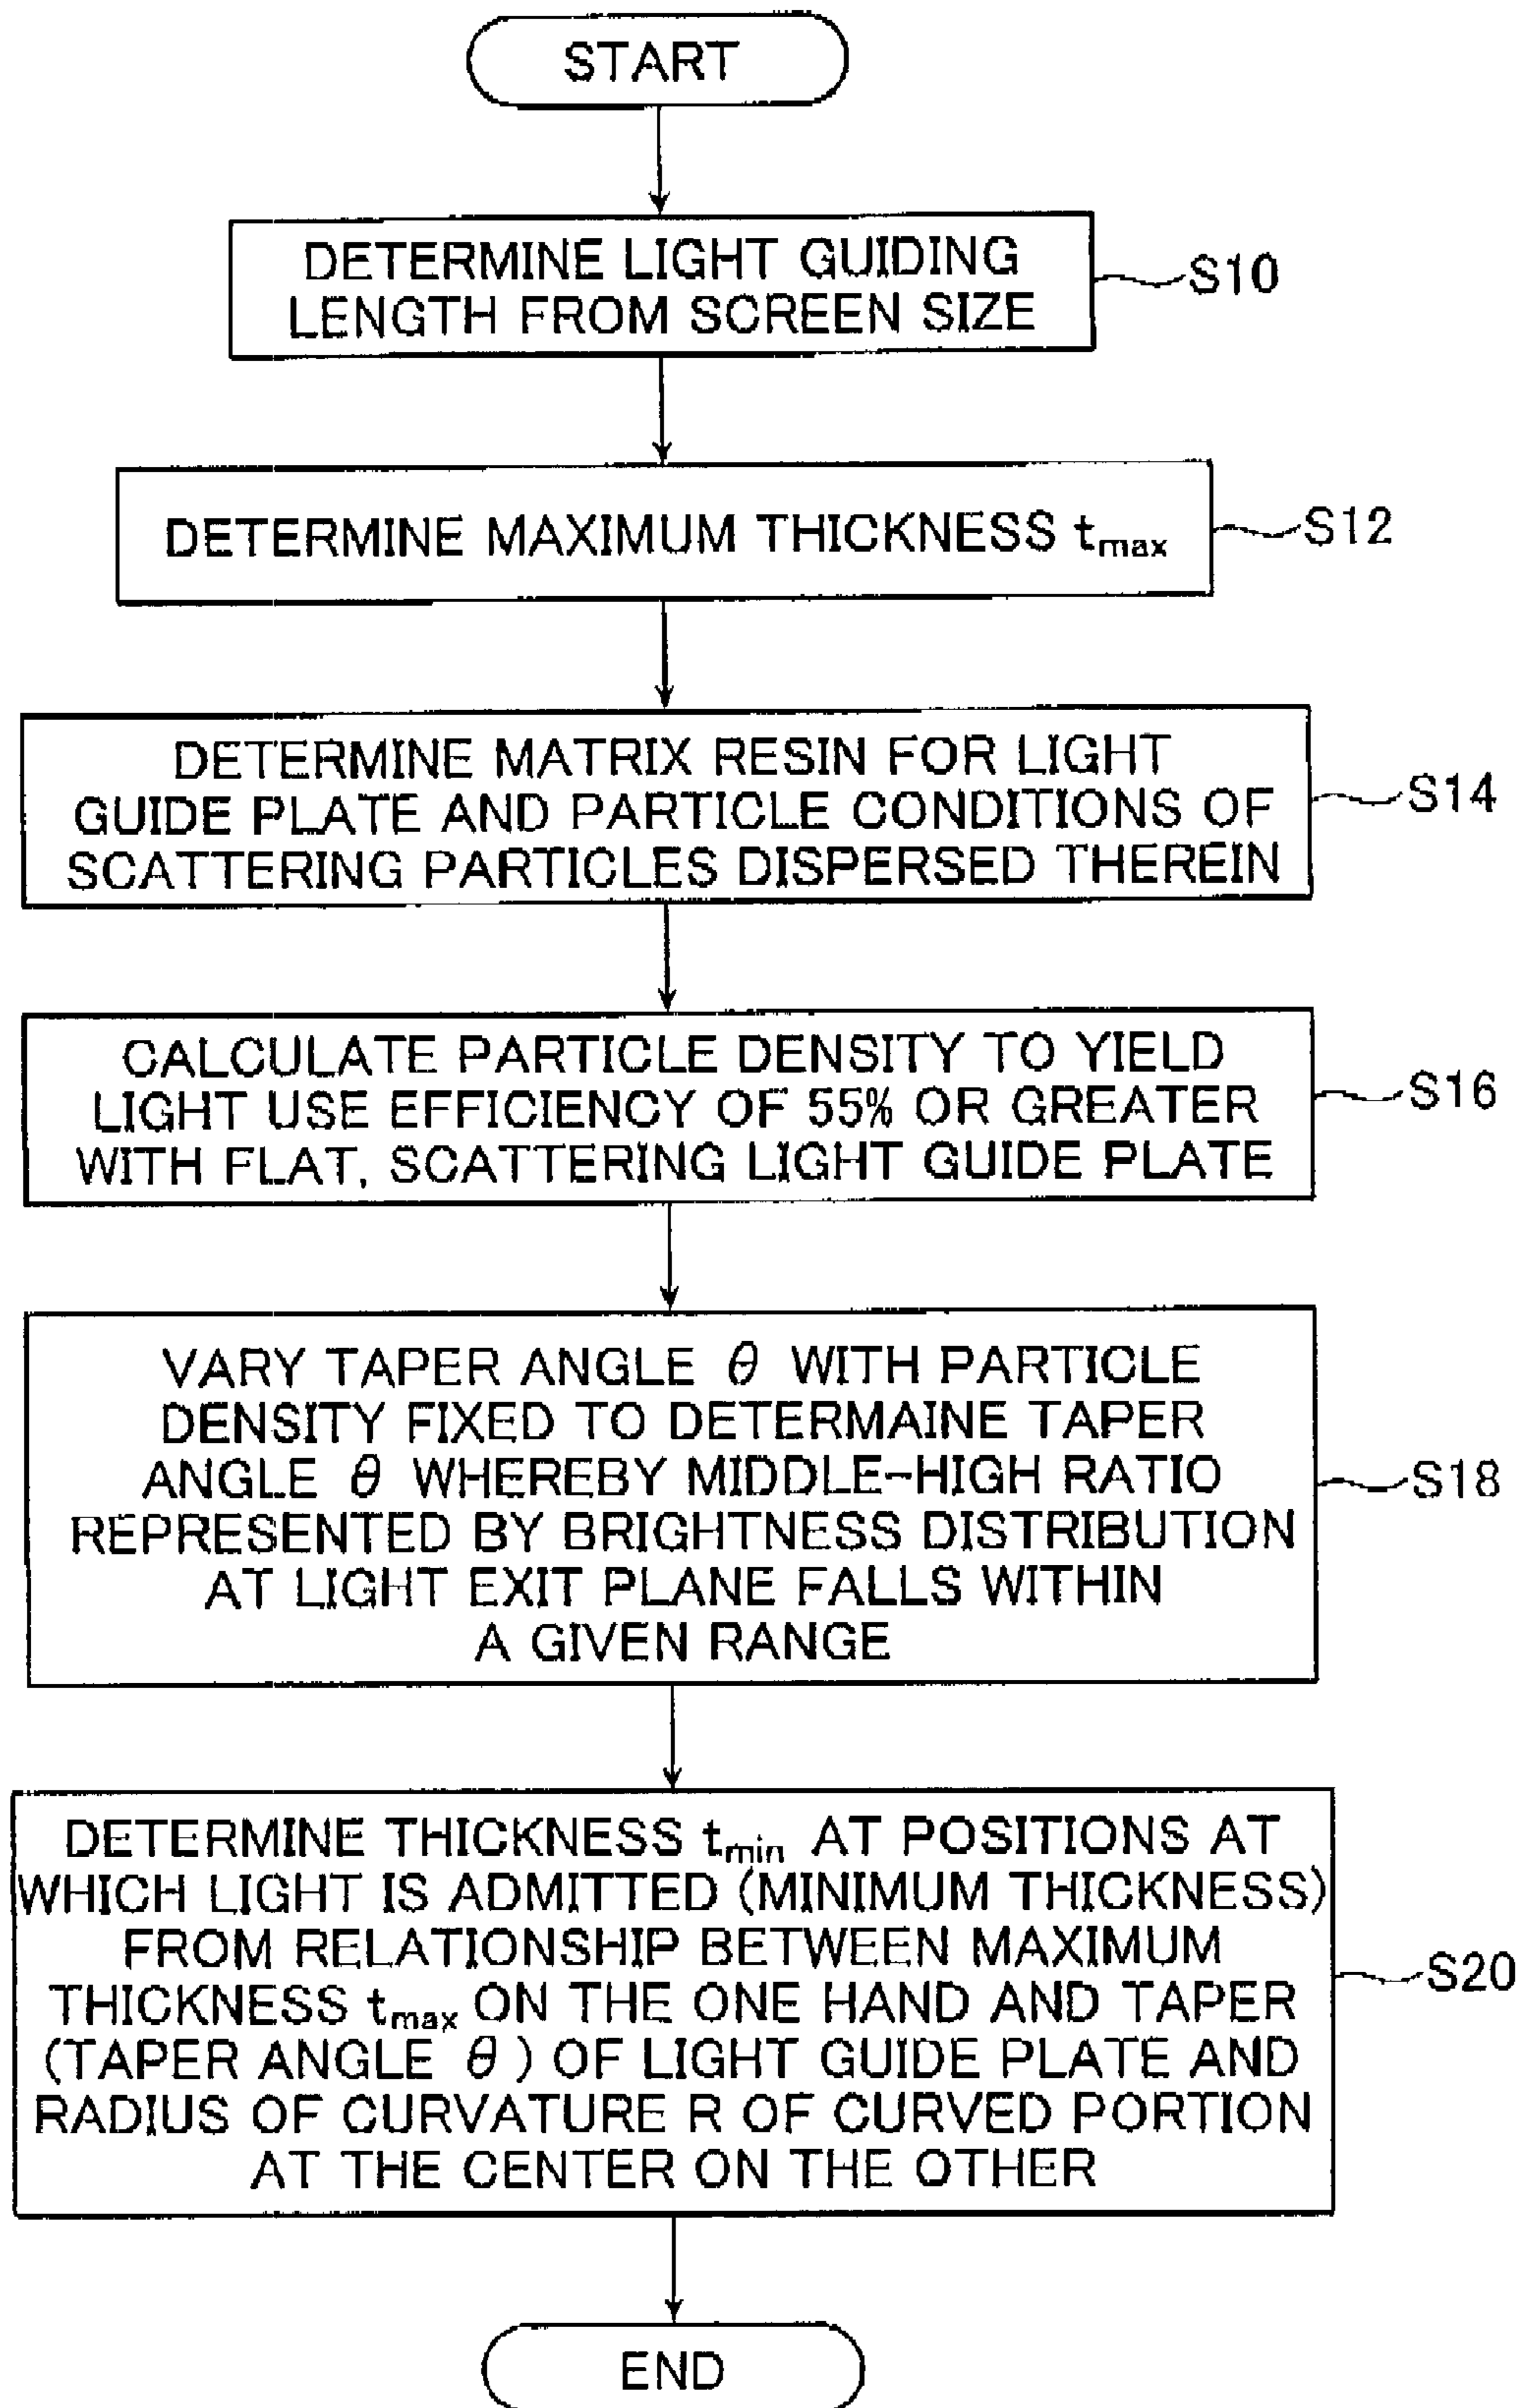 START
DETERMINE LIGHT GUIDING
LENGTH FROM SCREEN SIZE
S10
DETERMINE MAXIMUM THICKNESS tmax
S12
DETERMINE MATRIX RESIN FOR LIGHT
GUIDE PLATE AND PARTICLE CONDITIONS OF
SCATTERING PARTICLES DISPERSED THEREIN
S14
CALCULATE PARTICLE DENSITY TO YIELD
LIGHT USE EFFICIENCY OF 55% OR GREATER
WITH FLAT, SCATTERING LIGHT GUIDE PLATE
S16
VARY TAPER ANGLE θ WITH PARTICLE
DENSITY FIXED TO DETERMAINE TAPER
ANGLE θ WHEREBY MIDDLE-HIGH RATIO
REPRESENTED BY BRIGHTNESS DISTRIBUTION
AT LIGHT EXIT PLANE FALLS WITHIN
A GIVEN RANGE
S18
DETERMINE THICKNESS tmin AT POSITIONS AT
WHICH LIGHT IS ADMITTED (MINIMUM THICKNESS)
FROM RELATIONSHIP BETWEEN MAXIMUM
THICKNESS tmax ON THE ONE HAND AND TAPER
(TAPER ANGLE θ) OF LIGHT GUIDE PLATE AND
RADIUS OF CURVATURE R OF CURVED PORTION
AT THE CENTER ON THE OTHER
S20
END